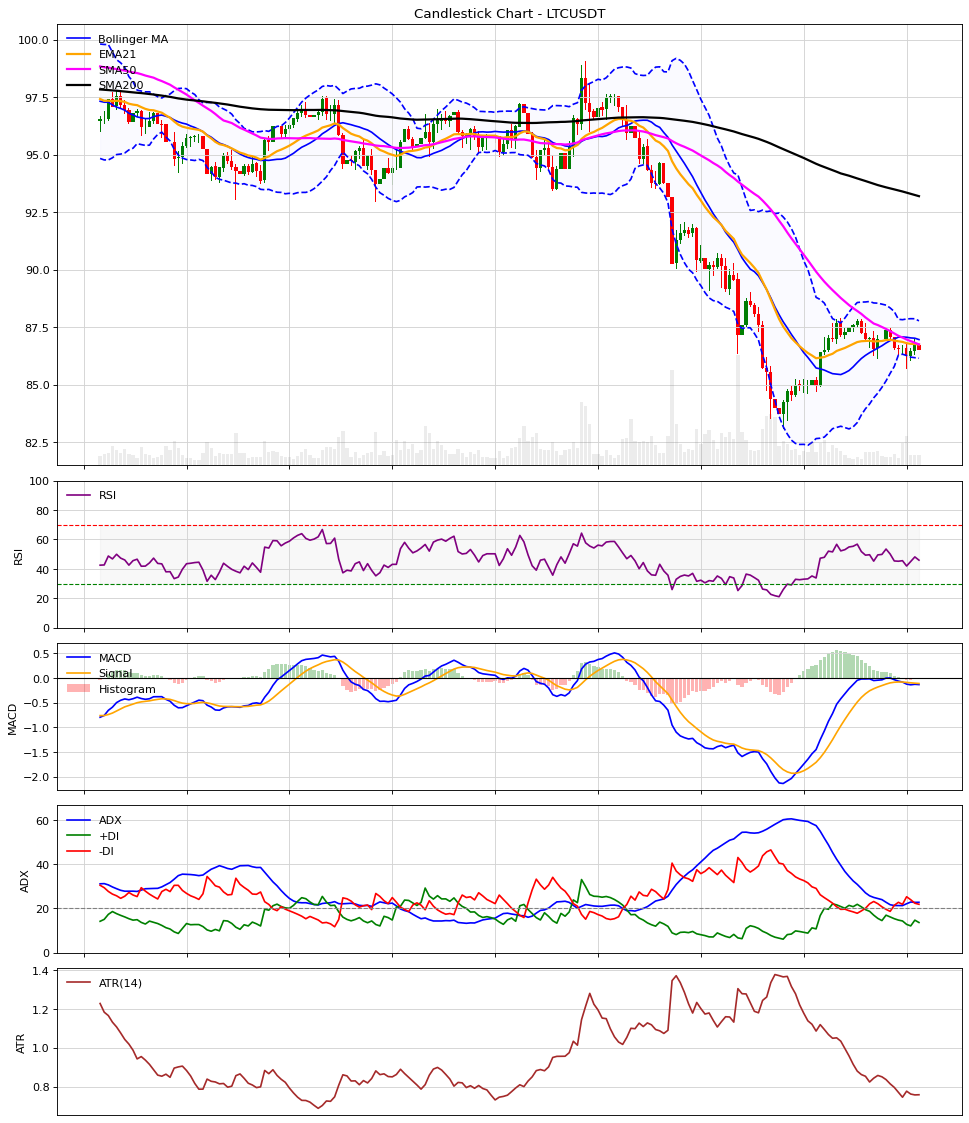 Candlestick Chart - LTCUSDT
100.0
97.5
95.0
92.5
90.0
87.5
85.0
82.5
Bollinger MA
EMA21
SMA50
SMA200
100
80
60
40
20
0
RSI
RSI
0.5
0.0
−0.5
−1.0
−1.5
−2.0
MACD
MACD
Signal
Histogram
60
40
20
0
ADX
ADX
+DI
-DI
1.4
1.2
1.0
0.8
ATR
ATR(14)